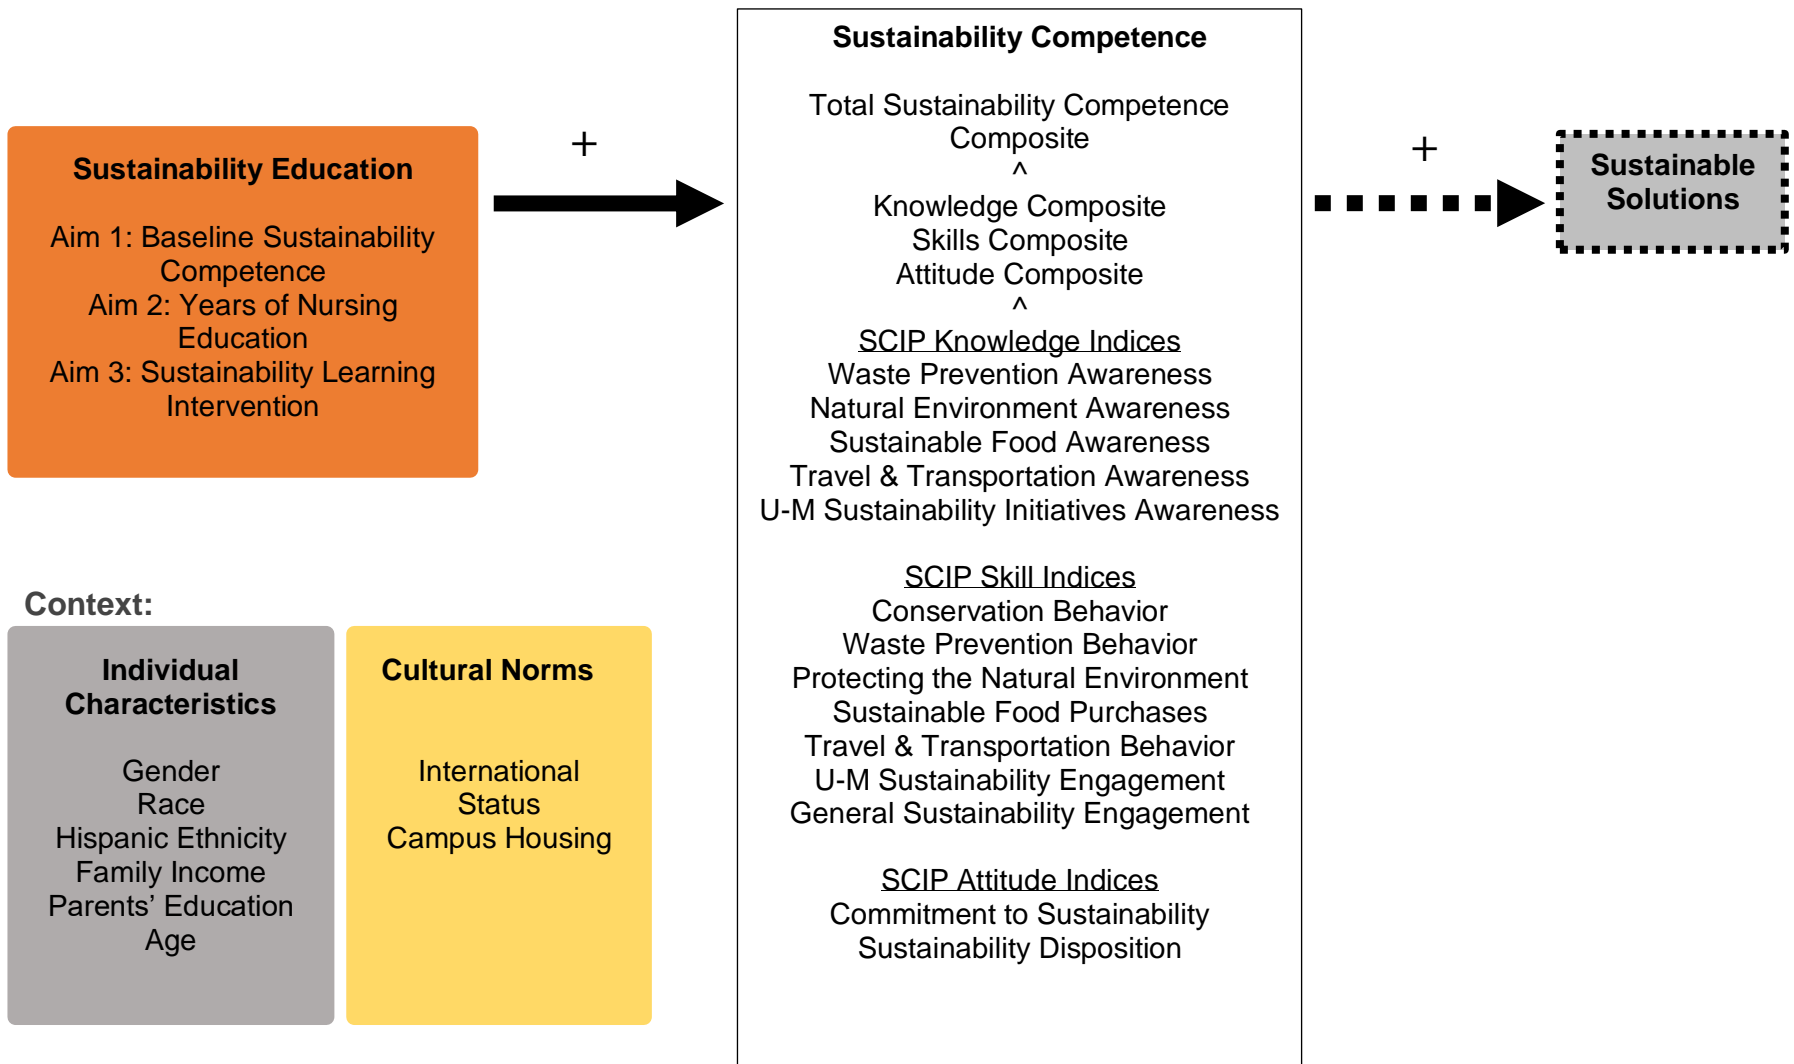 Sustainability Education
Aim 1: Baseline Sustainability
Competence
Aim 2: Years of Nursing
Education
Aim 3: Sustainability Learning
Intervention
+
Sustainability Competence
Total Sustainability Competence
Composite
^
Knowledge Composite
Skills Composite
Attitude Composite
^
SCIP Knowledge Indices
Waste Prevention Awareness
Natural Environment Awareness
Sustainable Food Awareness
Travel & Transportation Awareness
U-M Sustainability Initiatives Awareness
SCIP Skill Indices
Conservation Behavior
Waste Prevention Behavior
Protecting the Natural Environment
Sustainable Food Purchases
Travel & Transportation Behavior
U-M Sustainability Engagement
General Sustainability Engagement
SCIP Attitude Indices
Commitment to Sustainability
Sustainability Disposition
+
Sustainable
Solutions
Context:
Individual
Characteristics
Gender
Race
Hispanic Ethnicity
Family Income
Parents’ Education
Age
Cultural Norms
International
Status
Campus Housing